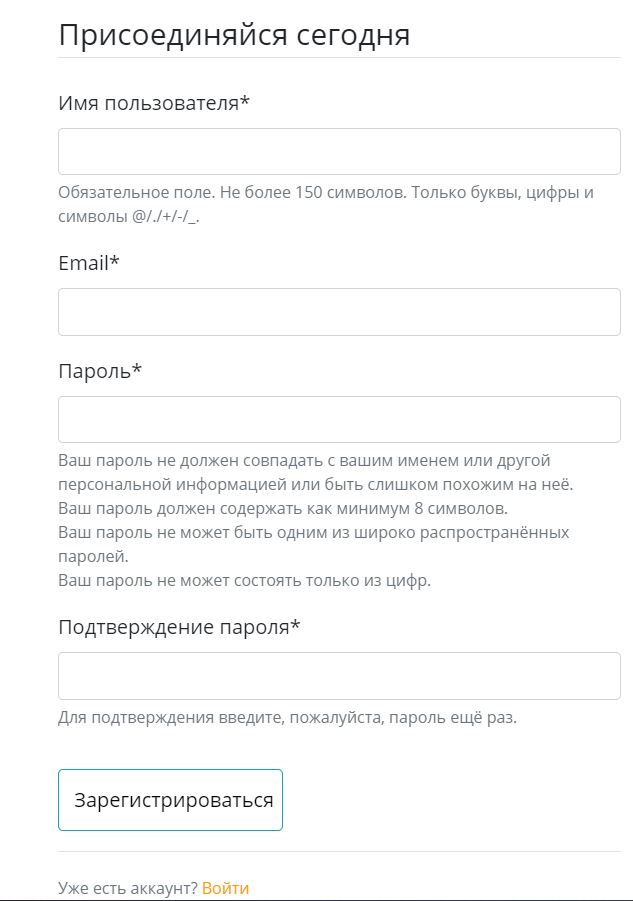 Присоединяйся сегодня
Имя пользователя*
Обязательное поле. Не более 150 символов. Только буквы, цифры и
символы @/./+/-/_.
Email*
Пароль*
Ваш пароль не должен совпадать с вашим именем или другой
персональной информацией или быть слишком похожим на неё.
Ваш пароль должен содержать как минимум 8 символов.
Ваш пароль не может быть одним из широко распространённых
паролей.
Ваш пароль не может состоять только из цифр.
Подтверждение пароля*
Для подтверждения введите, пожалуйста, пароль ещё раз.
Зарегистрироваться
Уже есть аккаунт? Войти